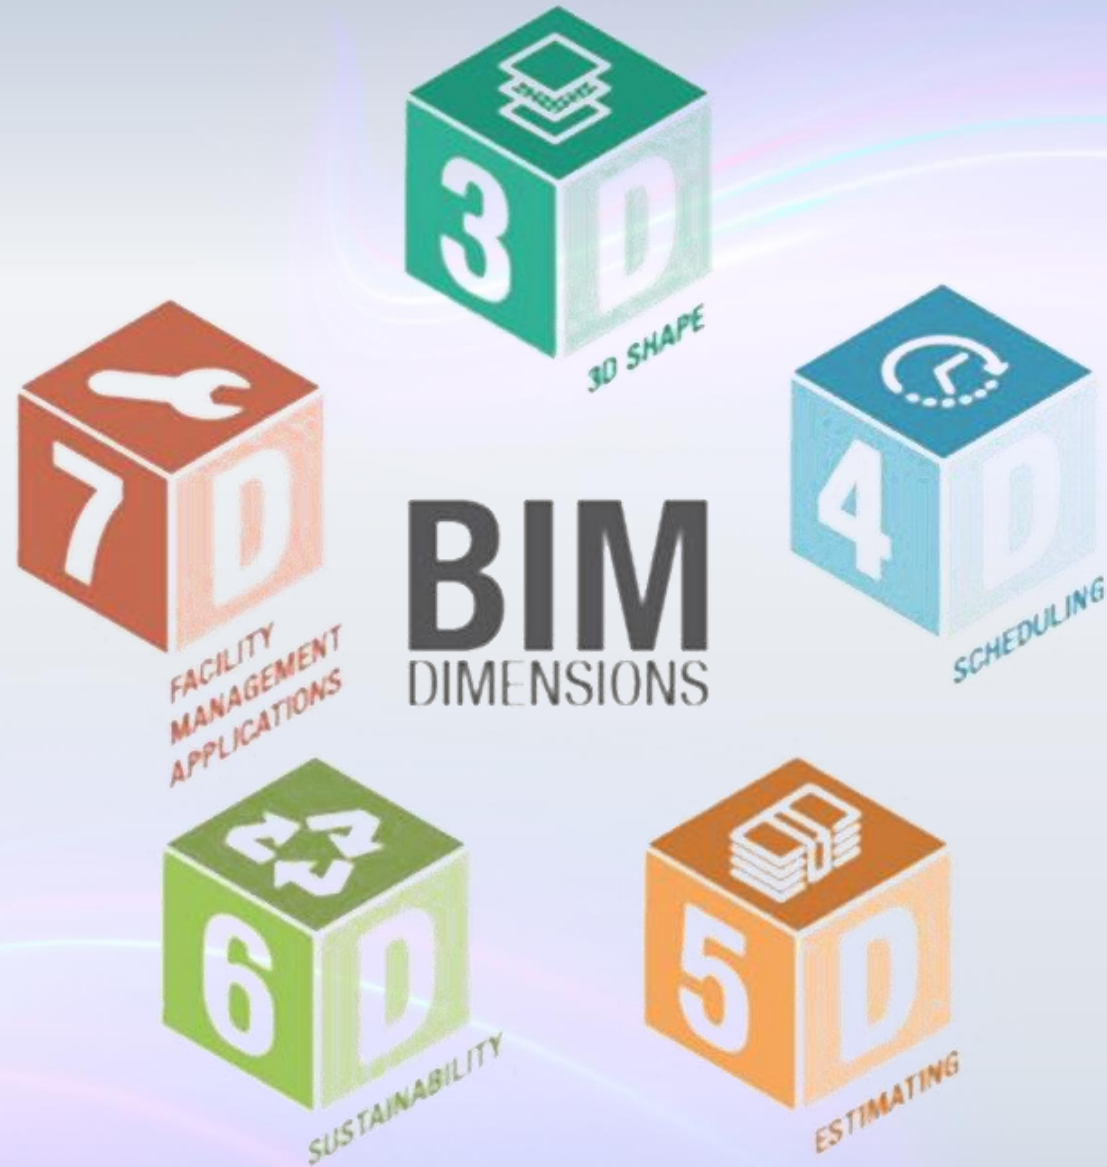 3D
3D SHAPE
7D
FACILITY
MANAGEMENT
APPLICATIONS
4D
SCHEDULING
BIM
DIMENSIONS
6D
SUSTAINABILITY
5D
ESTIMATING